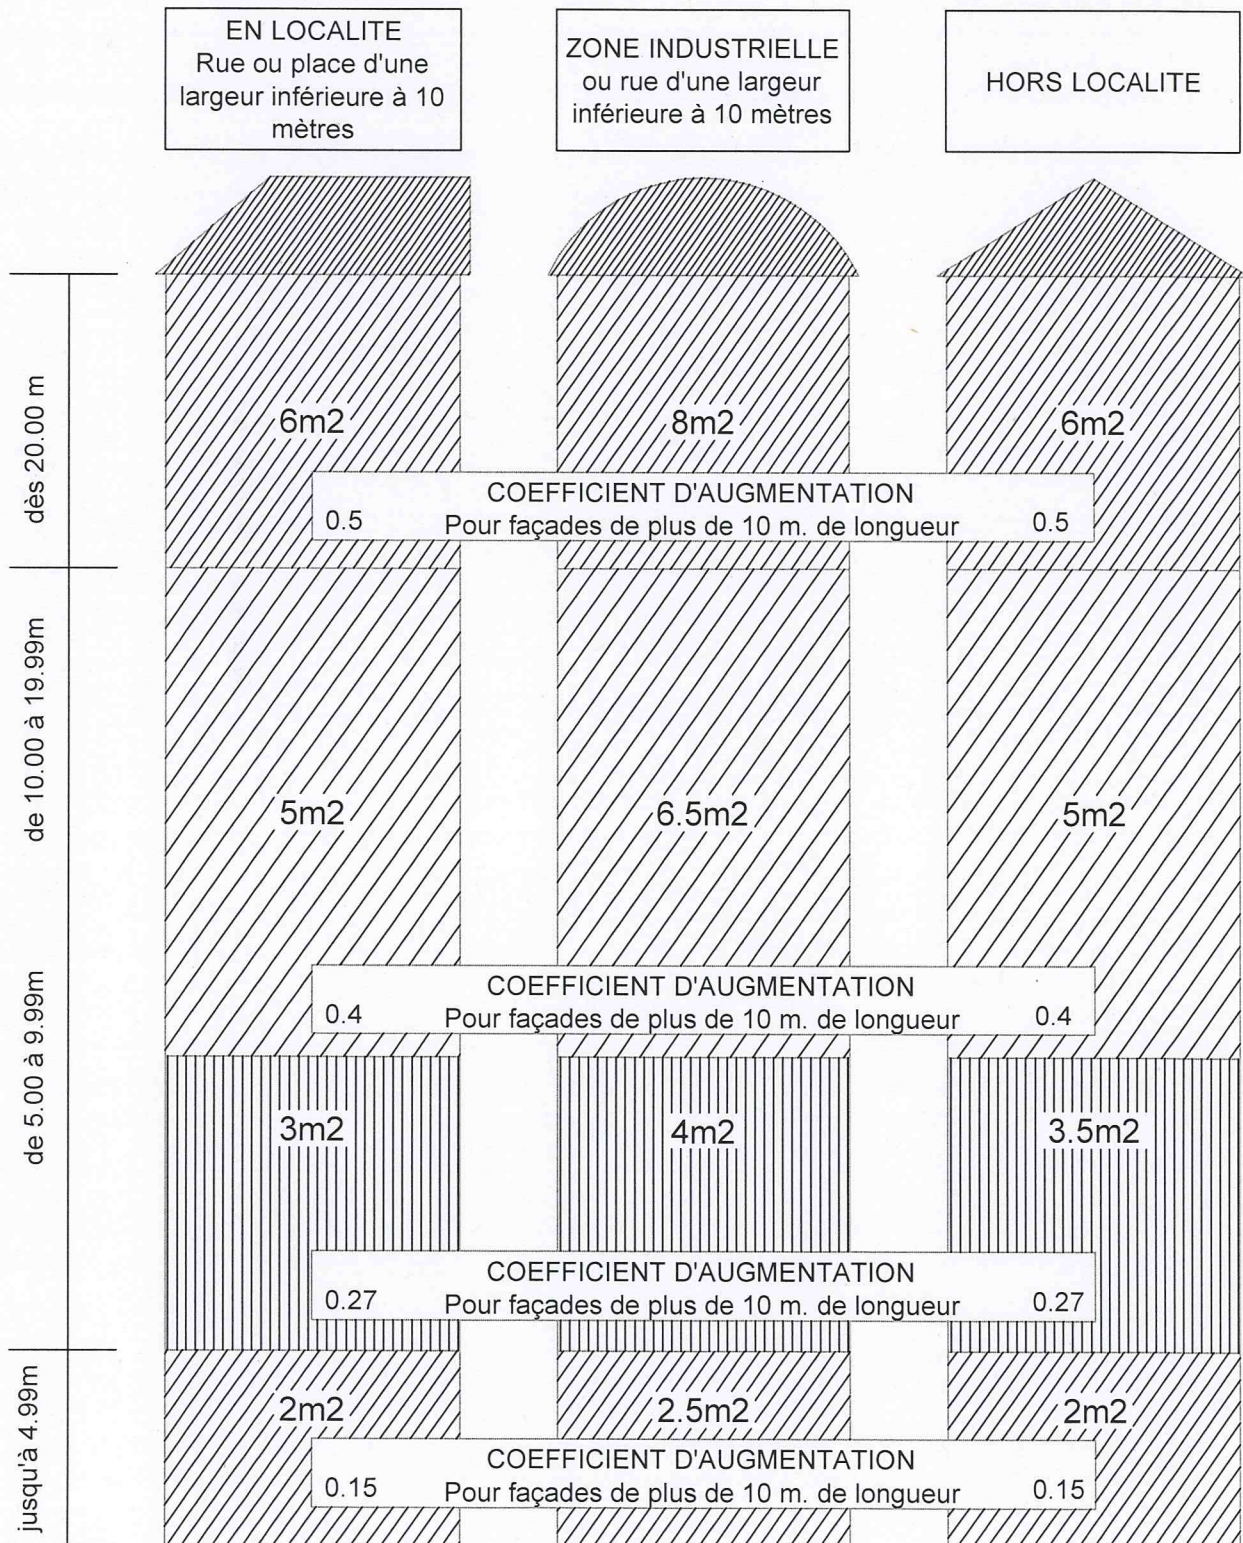 EN LOCALITE
Rue ou place d'une
largeur inférieure à 10
mètres
ZONE INDUSTRIELLE
ou rue d'une largeur
inférieure à 10 mètres
HORS LOCALITE
dès 20.00 m
6m2
8m2
6m2
COEFFICIENT D'AUGMENTATION
0.5 Pour façades de plus de 10 m. de longueur 0.5
de 10.00 à 19.99m
5m2
6.5m2
5m2
COEFFICIENT D'AUGMENTATION
0.4 Pour façades de plus de 10 m. de longueur 0.4
de 5.00 à 9.99m
3m2
4m2
3.5m2
COEFFICIENT D'AUGMENTATION
0.27 Pour façades de plus de 10 m. de longueur 0.27
jusqu'à 4.99m
2m2
2.5m2
2m2
COEFFICIENT D'AUGMENTATION
0.15 Pour façades de plus de 10 m. de longueur 0.15